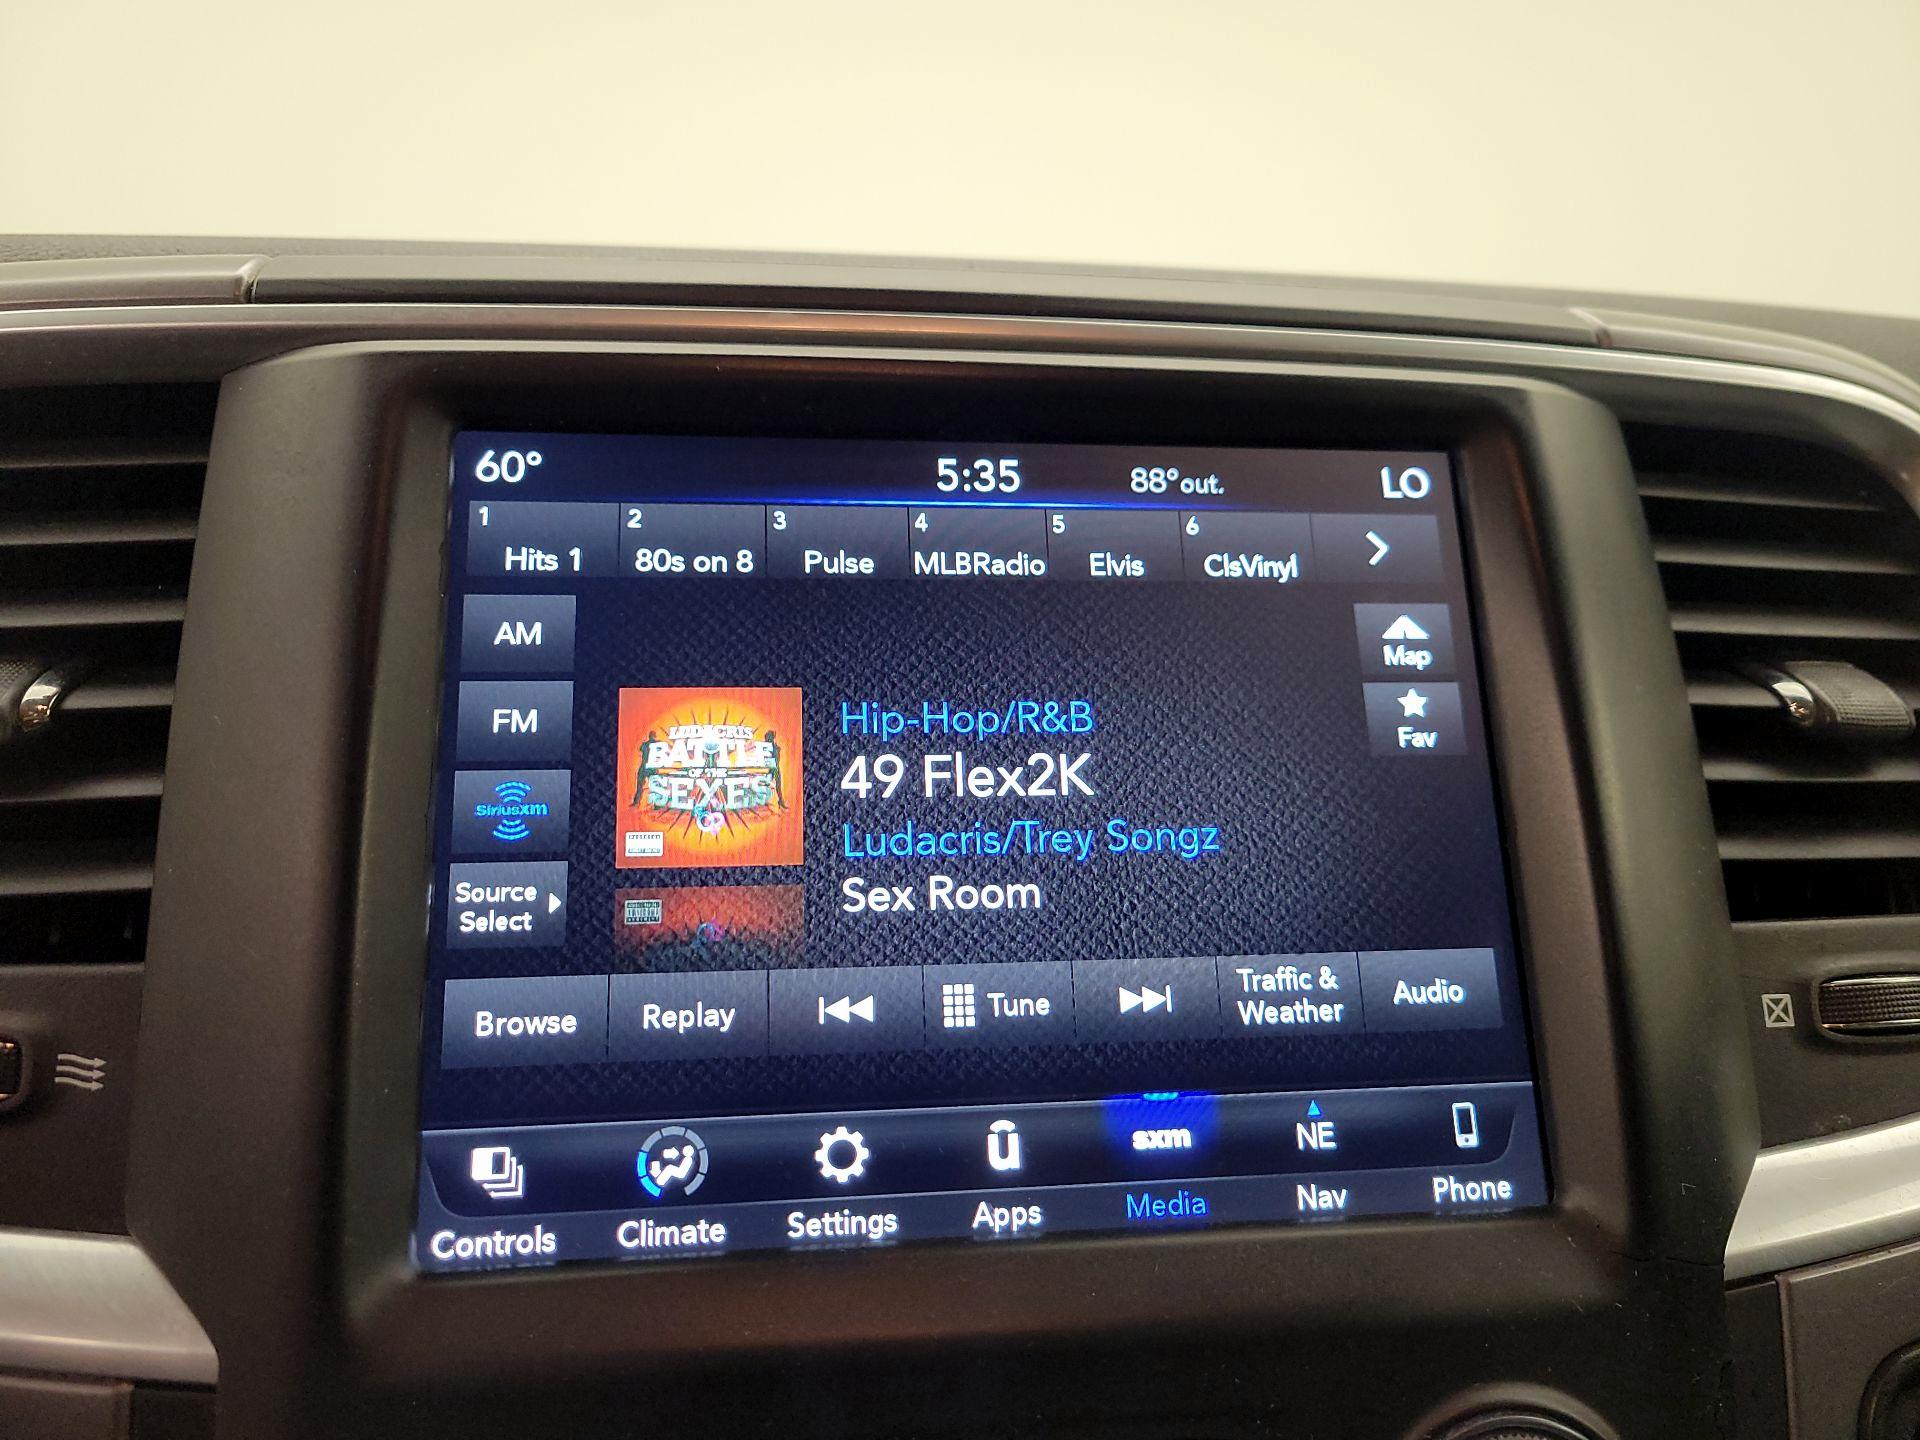 60° 5:35 88° out. LO
1 2 3 4 5 6
Hits 1 80s on 8 Pulse MLBRadio Elvis ClsVinyl
AM
Map
FM
Fav
SiriusXM
Source
Select
LUDACRIS
BATTLE
OF THE
SEXES
Hip-Hop/R&B
49 Flex2K
Ludacris/Trey Songz
Sex Room
Browse Replay Tune Traffic &
Weather Audio
u sxm NE
Controls Climate Settings Apps Media Nav Phone